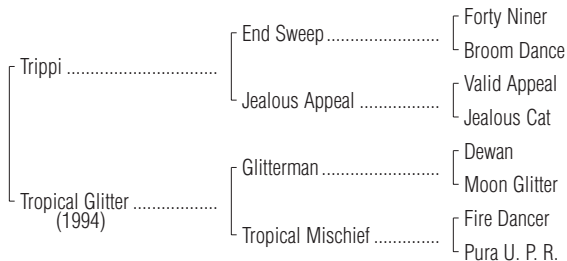 Forty Niner
End Sweep
Broom Dance
Trippi
Valid Appeal
Jealous Appeal
Jealous Cat
Dewan
Glitterman
Moon Glitter
Tropical Glitter
(1994)
Fire Dancer
Tropical Mischief
Pura U. P. R.